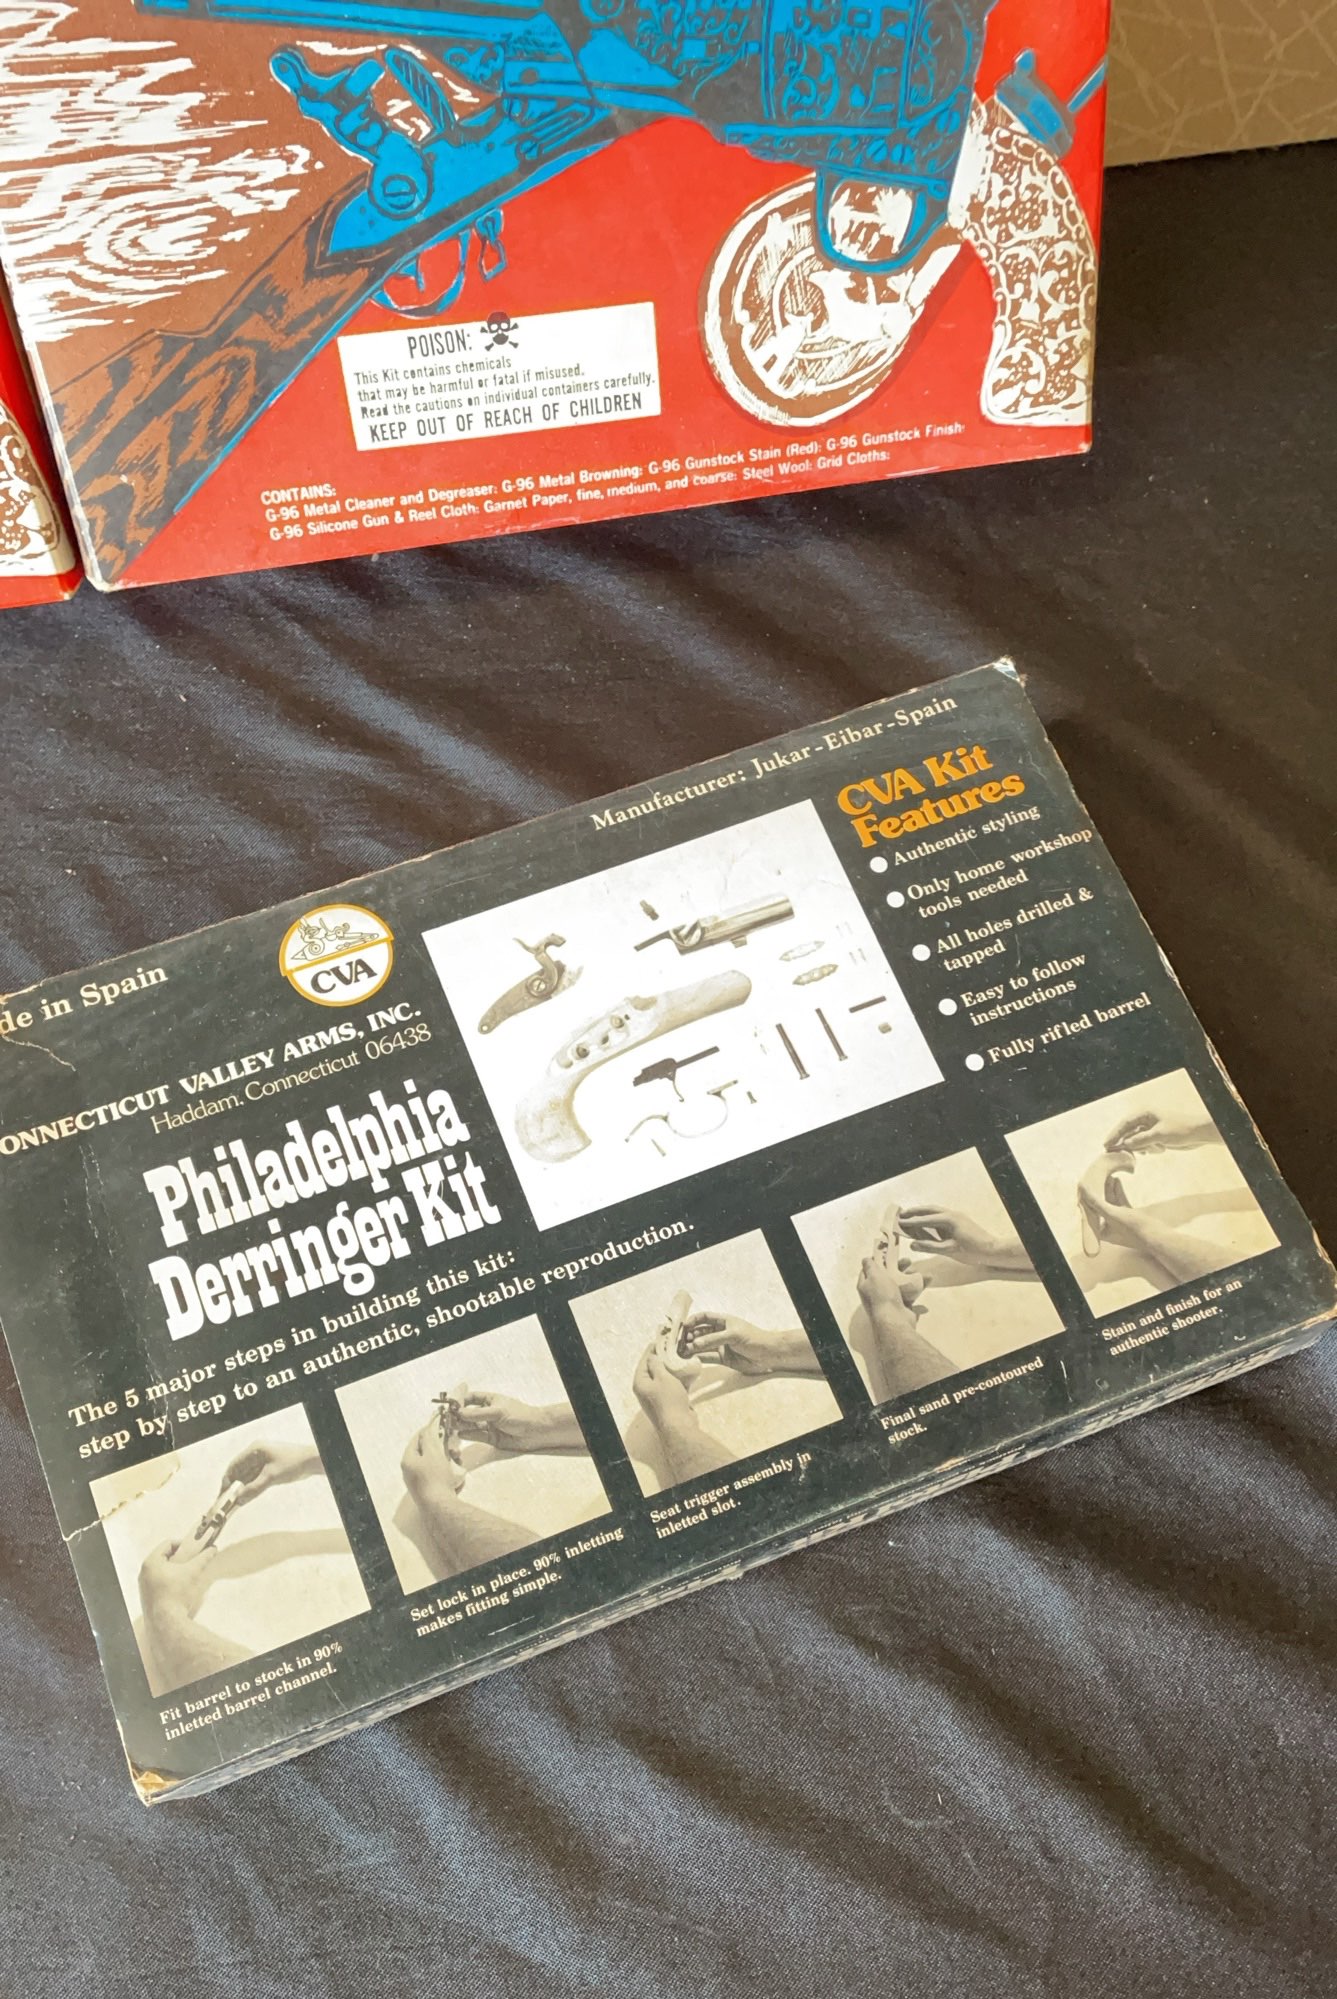 POISON:
This Kit contains chemicals
that may be harmful or fatal if misused.
Read the cautions on individual containers carefully.
KEEP OUT OF REACH OF CHILDREN
CONTAINS:
G-96 Metal Cleaner and Degreaser: G-96 Metal Browning: G-96 Gunstock Stain (Red): G-96 Gunstock Finish:
G-96 Silicone Gun & Reel Cloth: Garnet Paper, fine, medium, and coarse: Steel Wool: Grid Cloths:
de in Spain
Manufacturer: Jukar-Eibar-Spain
CVA
ONNECTICUT VALLEY ARMS, INC.
Haddam, Connecticut 06438
Philadelphia
Derringer Kit
CVA Kit
Features
Authentic styling
Only home workshop
tools needed
All holes drilled &
tapped
Easy to follow
instructions
Fully rifled barrel
The 5 major steps in building this kit:
step by step to an authentic, shootable reproduction.
Fit barrel to stock in 90%
inletted barrel channel.
Set lock in place. 90% inletting
makes fitting simple.
Seat trigger assembly in
inletted slot.
Final sand pre-contoured
stock.
Stain and finish for an
authentic shooter.